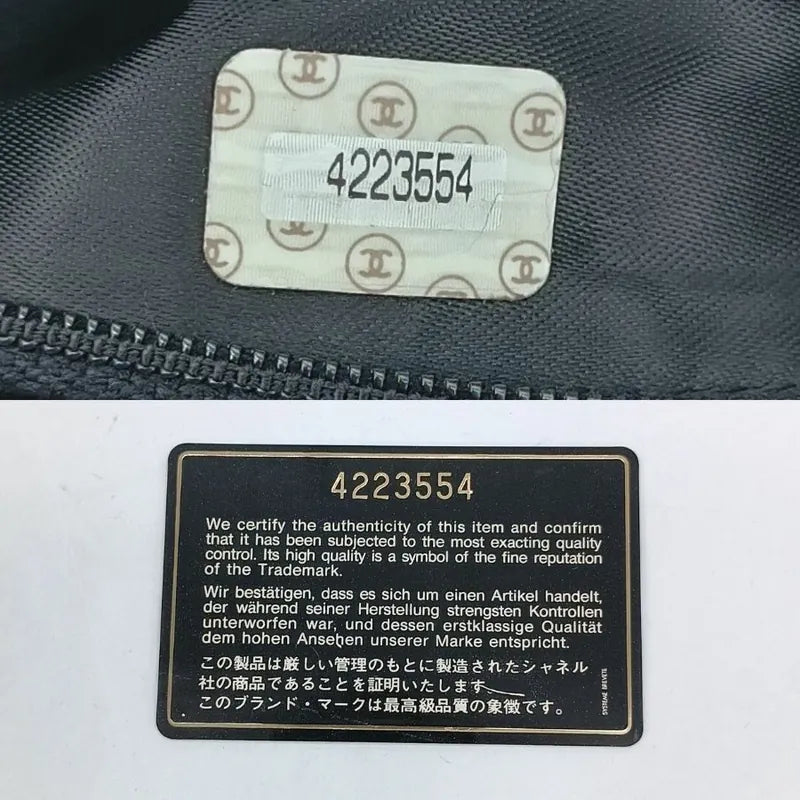 4223554
4223554
We certify the authenticity of this item and confirm
that it has been subjected to the most exacting quality
control. Its high quality is a symbol of the fine reputation
of the Trademark.
Wir bestätigen, dass es sich um einen Artikel handelt,
der während seiner Herstellung strengsten Kontrollen
unterworfen war, und dessen erstklassige Qualität
dem hohen Ansehen unserer Marke entspricht.
この製品は厳しい管理のもとに製造されたシャネル
社の商品であることを証明いたします
このブランド・マークは最高級品質の象徴です。
SYSTEME BREVETE